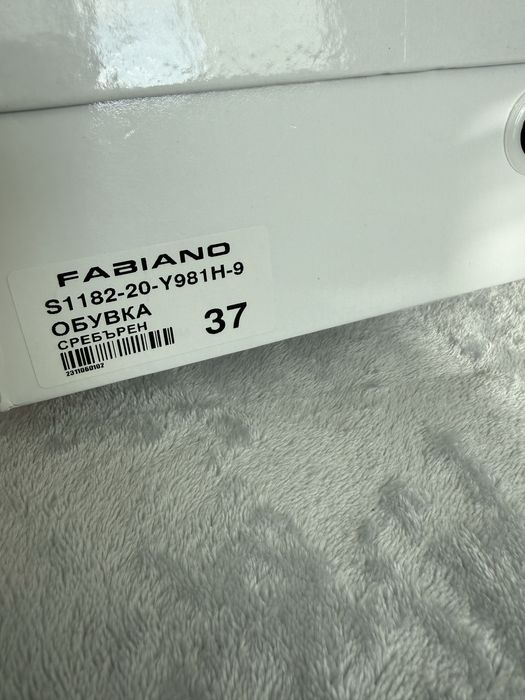 FABIANO
S1182-20-Y981H-9
ОБУВКА
СРЕБЪРЕН
37
2311060102